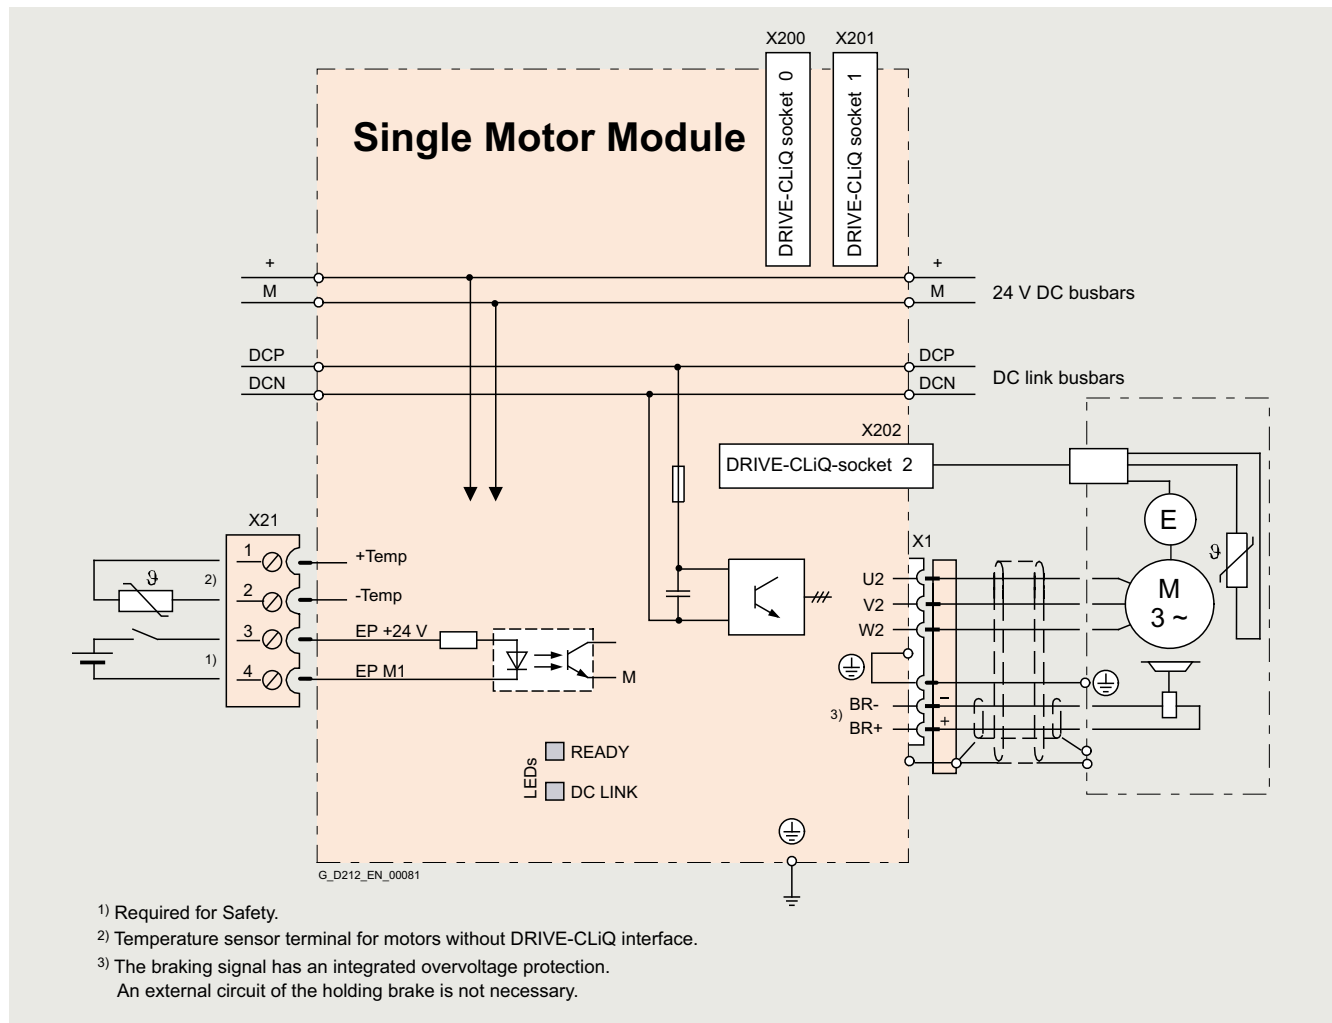 X200
X201
DRIVE-CLiQ socket 0
DRIVE-CLiQ socket 1
Single Motor Module
+
+
M
M
24 V DC busbars
DCP
DCP
DCN
DCN
DC link busbars
X202
DRIVE-CLiQ-socket 2
X21
X1
E
ϑ
1
+Temp
ϑ
2)
2
-Temp
U2
M
3 ~
V2
3
EP +24 V
W2
1)
4
EP M1
M
BR-
−
3)
BR+
+
LEDs
READY
DC LINK
G_D212_EN_00081
1) Required for Safety.
2) Temperature sensor terminal for motors without DRIVE-CLiQ interface.
3) The braking signal has an integrated overvoltage protection.
An external circuit of the holding brake is not necessary.